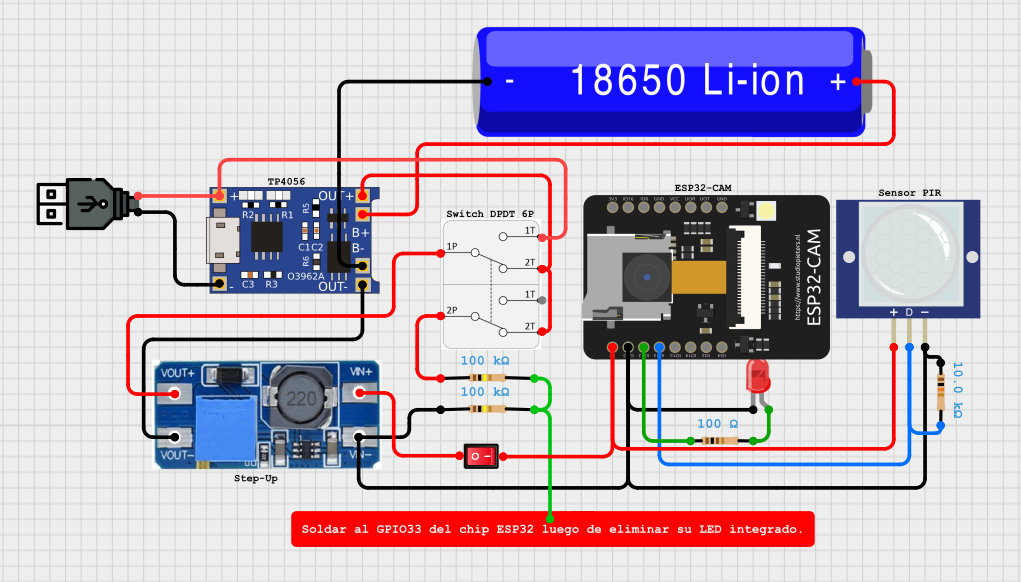 - 18650 Li-ion +
TP4056
ESP32-CAM
Sensor PIR
+
OUT+
R2
R1
R5
B+
C1
C2
B-
R6
O3962A
C3
R3
-
OUT-
Switch DPDT 6P
1T
1P
2T
1T
2P
2T
3V3
IO16
IO0
GND
VCC
UOR
UOT
GND
https://www.studiopieters.nl
ESP32-CAM
+ D -
VOUT+
VIN+
220
VOUT-
VIN-
Step-Up
100 kΩ
100 kΩ
100 Ω
10.0 kΩ
O I
Soldar al GPIO33 del chip ESP32 luego de eliminar su LED integrado.